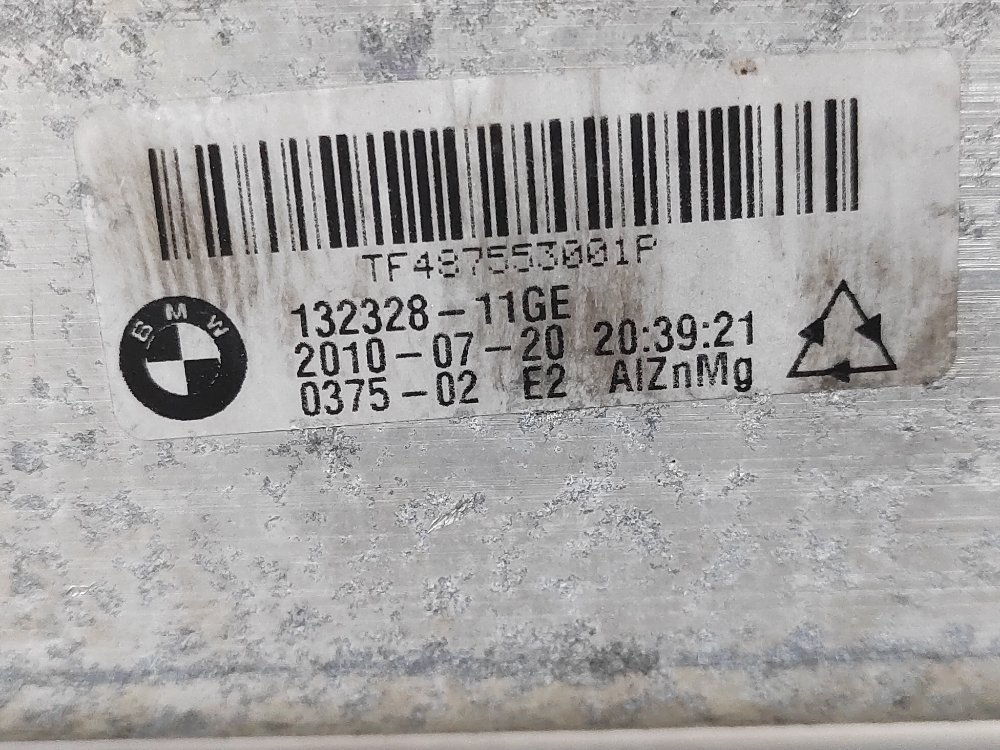 TF487553001P
132328-11GE
2010-07-20 20:39:21
0375-02 E2 AlZnMg
BMW